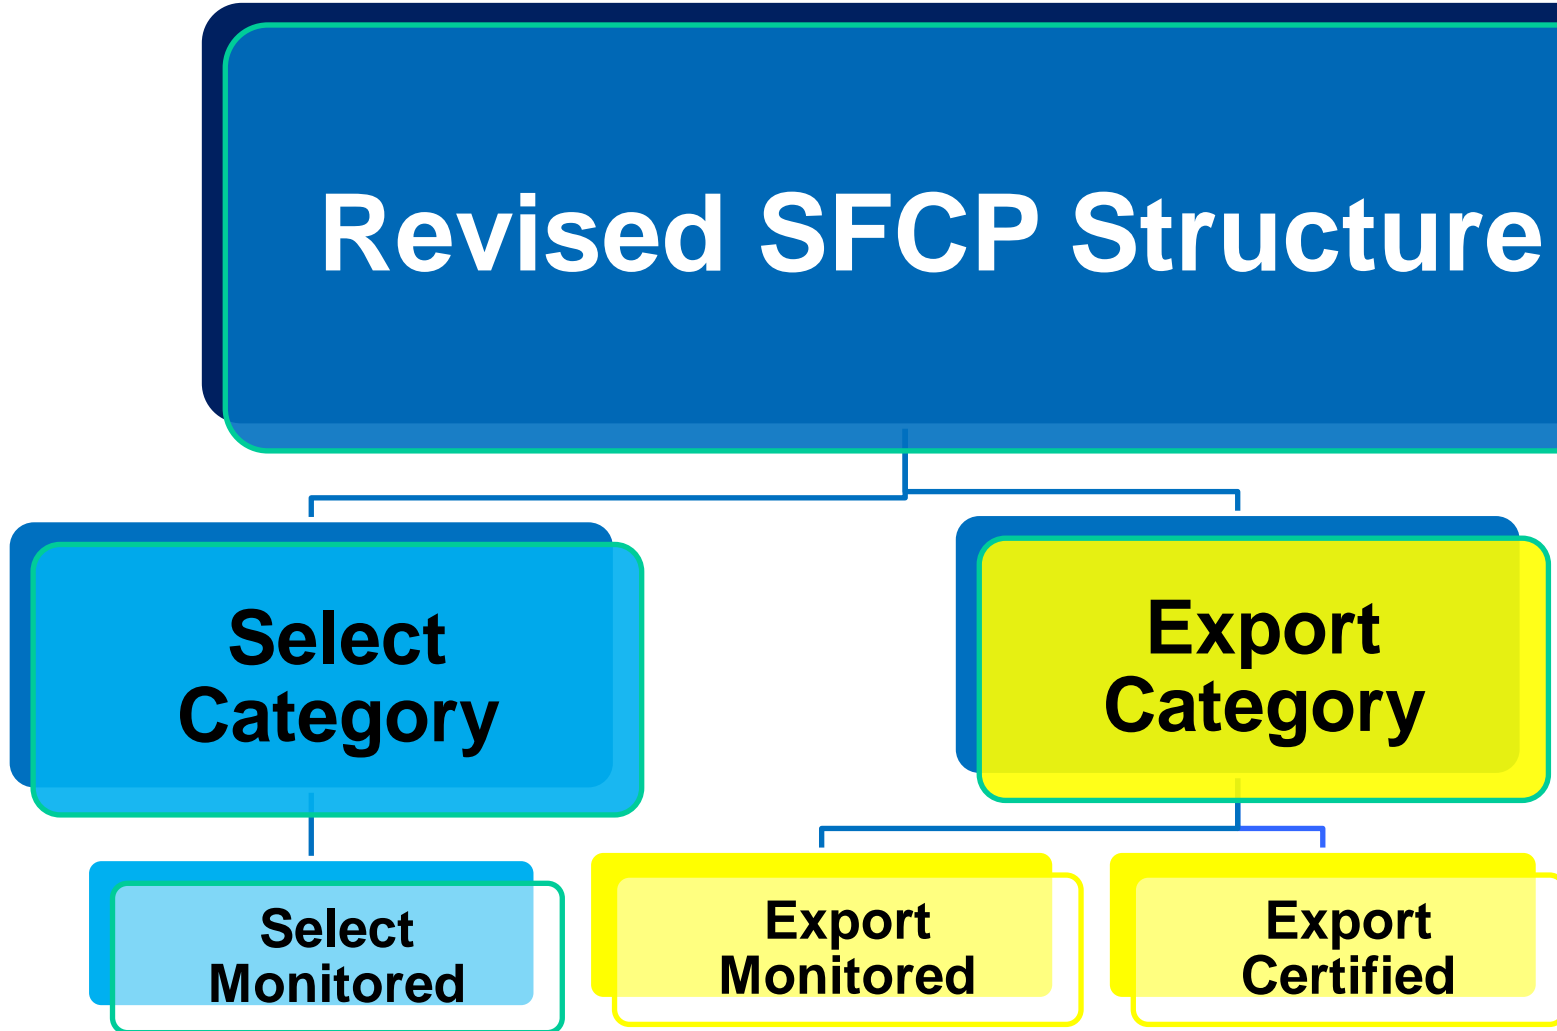 Revised SFCP Structure
Select
Category
Export
Category
Select
Monitored
Export
Monitored
Export
Certified